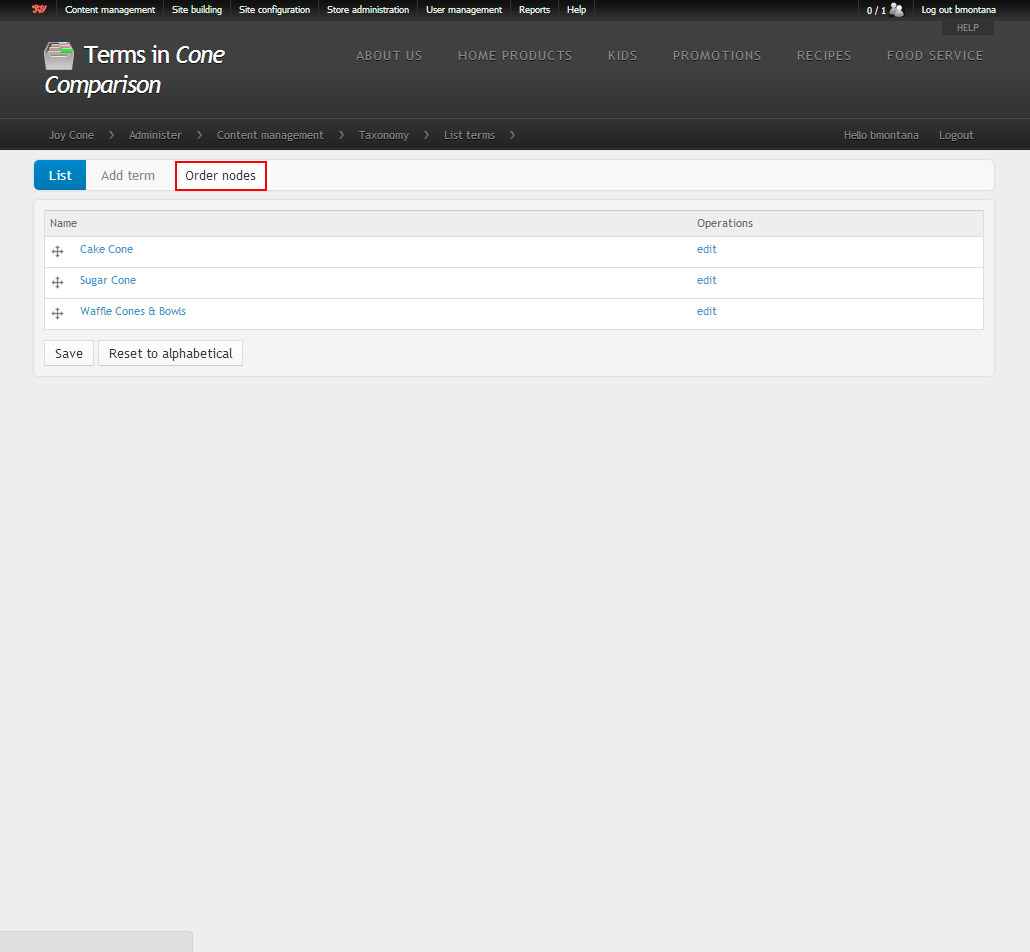 JOY Content management Site building Site configuration Store administration User management Reports Help 0 / 1 Log out bmontana
HELP
Terms in Cone
Comparison
ABOUT US HOME PRODUCTS KIDS PROMOTIONS RECIPES FOOD SERVICE
Joy Cone Administer Content management Taxonomy List terms Hello bmontana Logout
List Add term Order nodes
Name Operations
Cake Cone edit
Sugar Cone edit
Waffle Cones & Bowls edit
Save Reset to alphabetical